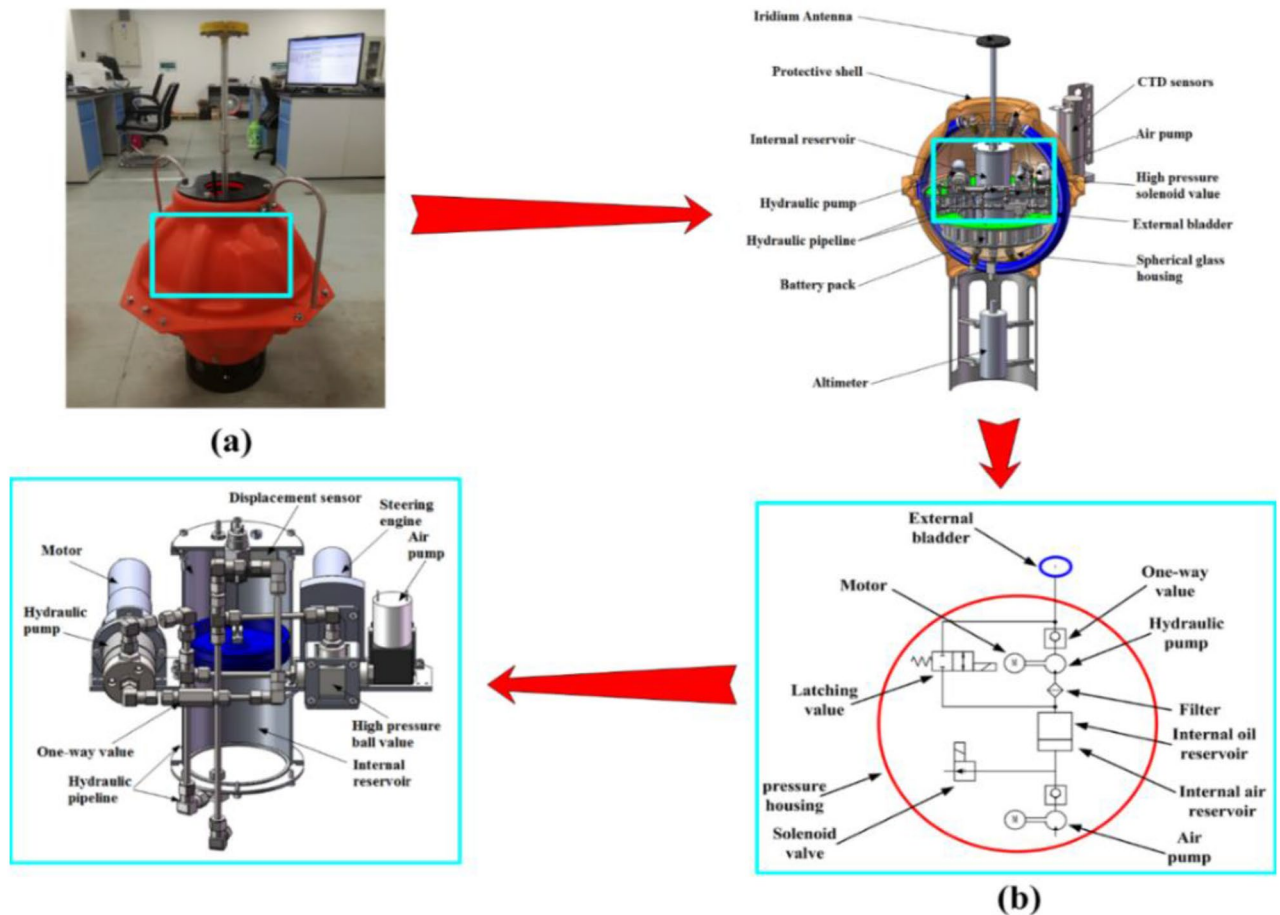 Iridium Antenna
Protective shell
CTD sensors
Internal reservoir
Air pump
High pressure
solenoid value
Hydraulic pump
External bladder
Hydraulic pipeline
Spherical glass
housing
Battery pack
Altimeter
(a)
Displacement sensor
Steering
engine
Air
pump
Motor
Hydraulic
pump
High pressure
ball value
One-way value
Internal
reservoir
Hydraulic
pipeline
External
bladder
One-way
value
Motor
Hydraulic
pump
Latching
value
Filter
Internal oil
reservoir
pressure
housing
Internal air
reservoir
Solenoid
valve
Air
pump
M
M
(b)